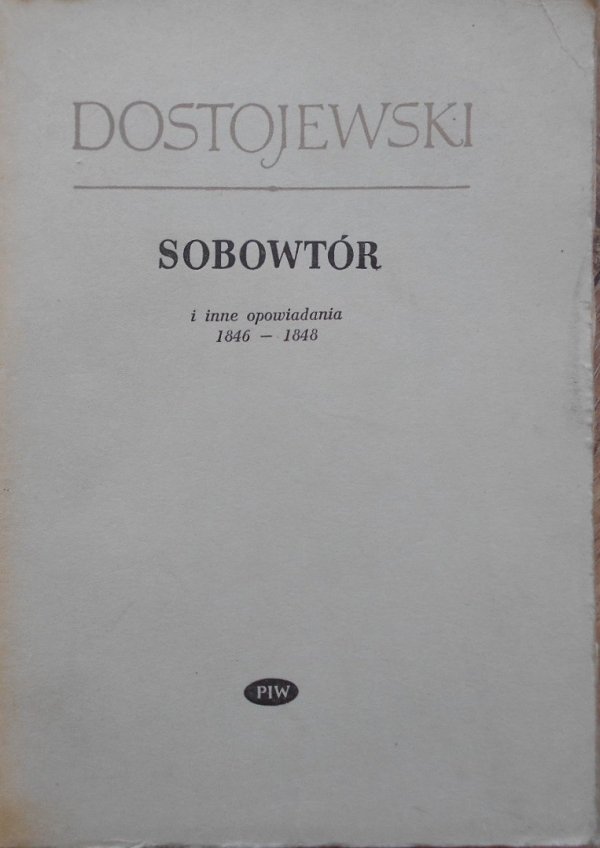 DOSTOJEWSKI
SOBOWTÓR
i inne opowiadania
1846 – 1848
PIW